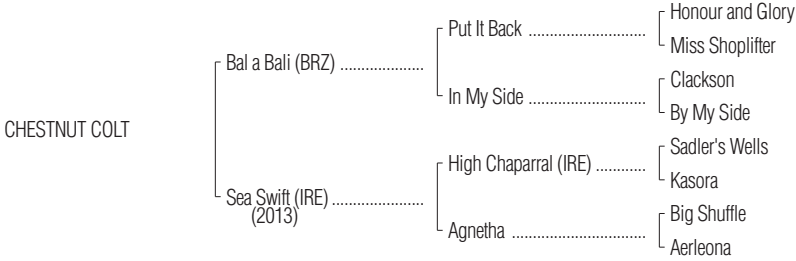 Honour and Glory
Put It Back ............................
Miss Shoplifter
Bal a Bali (BRZ) ....................
Clackson
In My Side ............................
By My Side
CHESTNUT COLT
Sadler's Wells
High Chaparral (IRE) ............
Kasora
Sea Swift (IRE) ......................
(2013)
Big Shuffle
Agnetha ................................
Aerleona